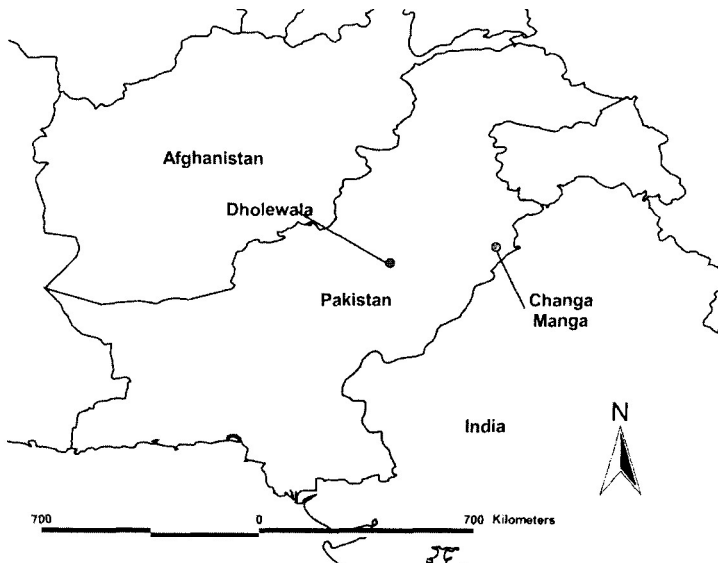 Afghanistan
Dholewala
Pakistan
Changa
Manga
India
N
700 0 700 Kilometers